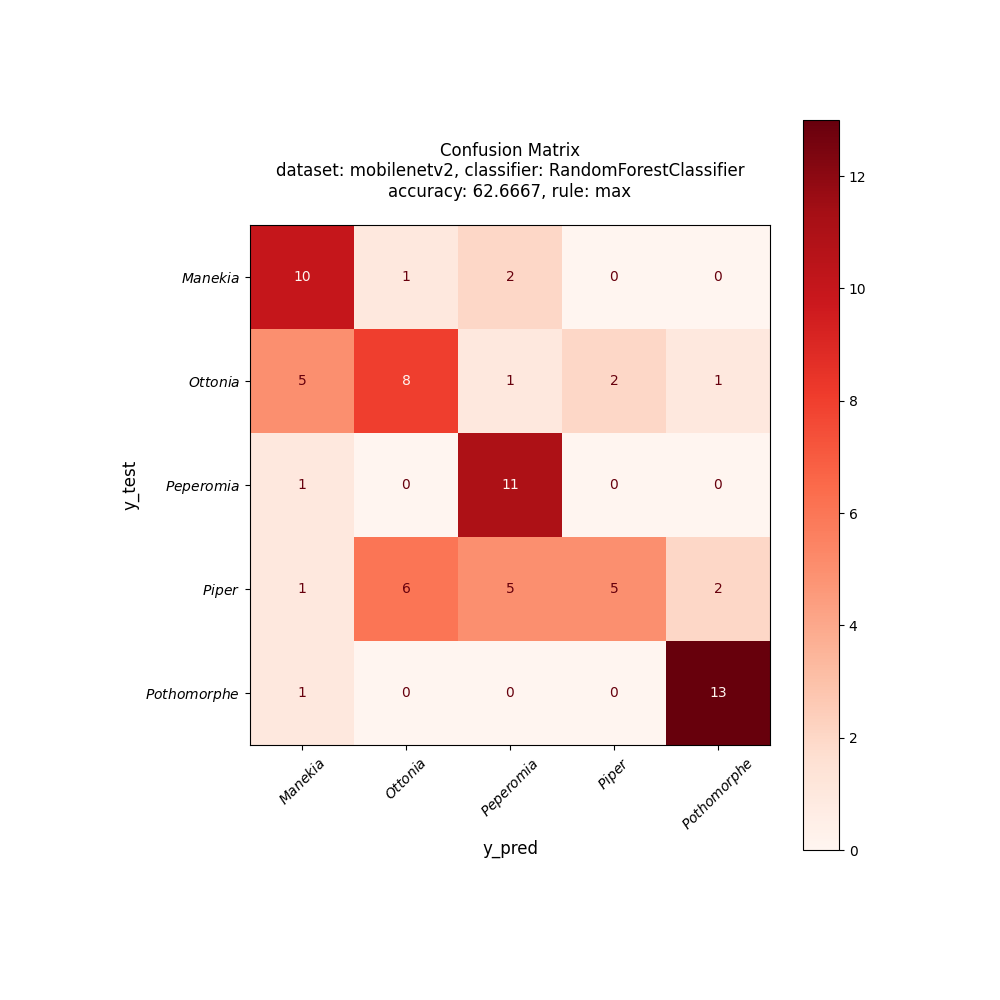 Confusion Matrix
dataset: mobilenetv2, classifier: RandomForestClassifier
accuracy: 62.6667, rule: max
y_test
Manekia 10 1 2 0 0
Ottonia 5 8 1 2 1
Peperomia 1 0 11 0 0
Piper 1 6 5 5 2
Pothomorphe 1 0 0 0 13
Manekia Ottonia Peperomia Piper Pothomorphe
y_pred
12
10
8
6
4
2
0